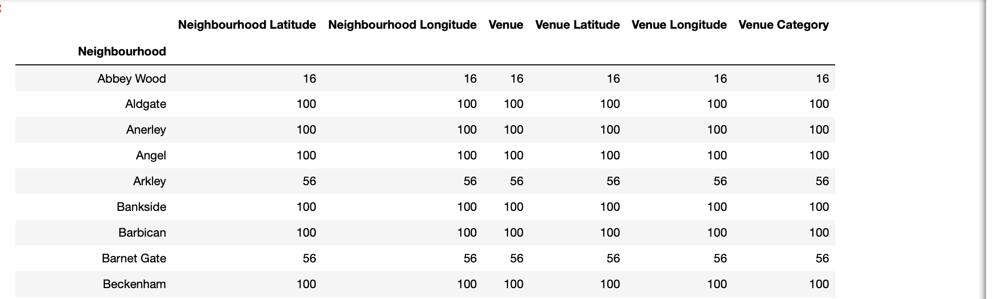 Neighbourhood Latitude Neighbourhood Longitude Venue Venue Latitude Venue Longitude Venue Category
Neighbourhood
Abbey Wood 16 16 16 16 16 16
Aldgate 100 100 100 100 100 100
Anerley 100 100 100 100 100 100
Angel 100 100 100 100 100 100
Arkley 56 56 56 56 56 56
Bankside 100 100 100 100 100 100
Barbican 100 100 100 100 100 100
Barnet Gate 56 56 56 56 56 56
Beckenham 100 100 100 100 100 100